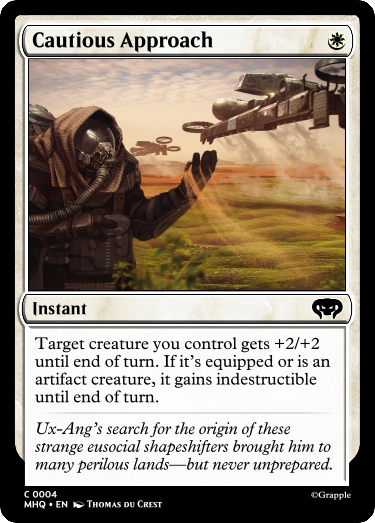 Cautious Approach
Instant
Target creature you control gets +2/+2
until end of turn. If it's equipped or is an
artifact creature, it gains indestructible
until end of turn.
Ux-Ang's search for the origin of these
strange eusocial shapeshifters brought him to
many perilous lands—but never unprepared.
C 0004
©Grapple
MHQ • EN Thomas du Crest